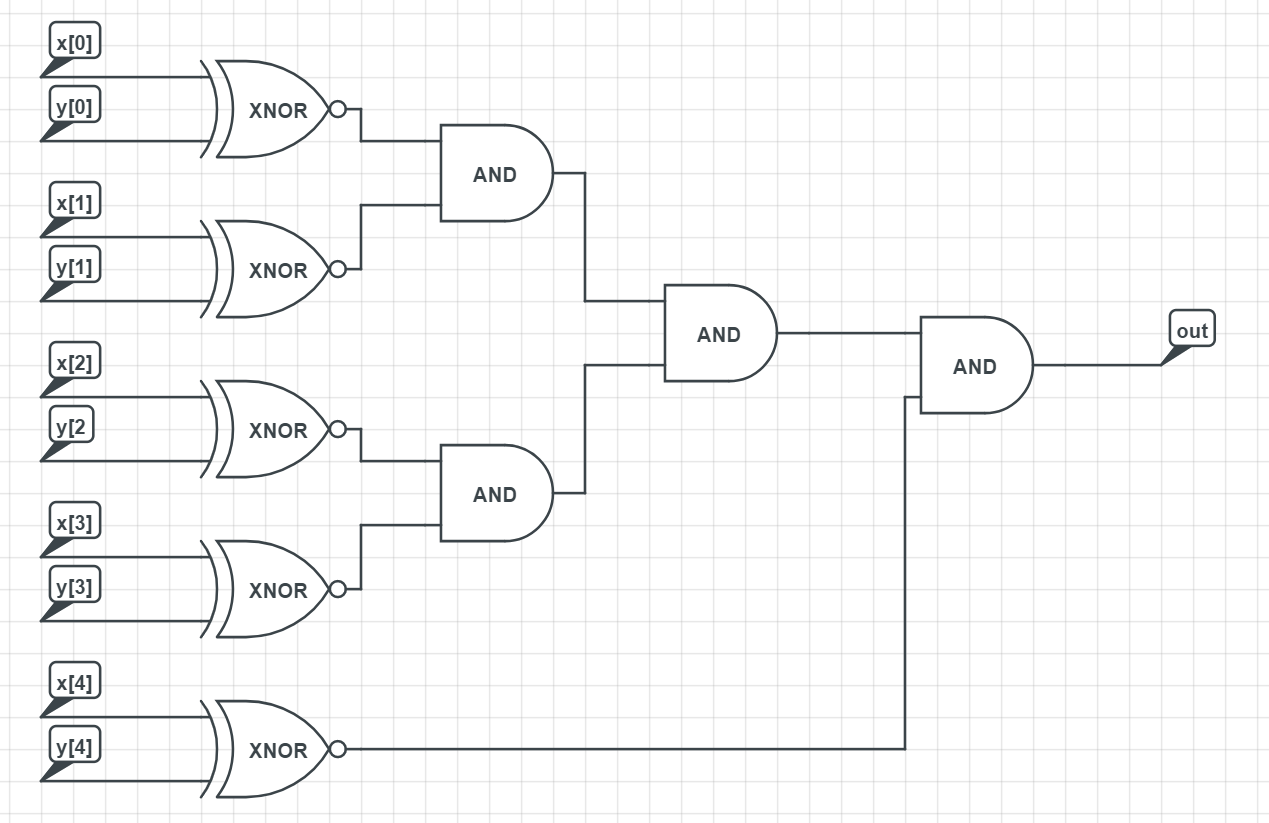 x[0]
y[0]
XNOR
AND
x[1]
y[1]
XNOR
AND
out
AND
x[2]
y[2
XNOR
AND
x[3]
y[3]
XNOR
x[4]
y[4]
XNOR